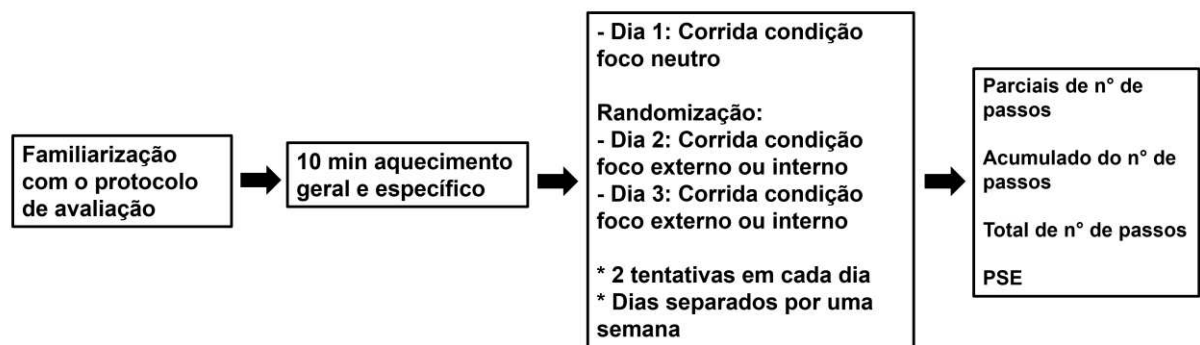 Familiarização
com o protocolo
de avaliação
10 min aquecimento
geral e específico
- Dia 1: Corrida condição
foco neutro
Randomização:
- Dia 2: Corrida condição
foco externo ou interno
- Dia 3: Corrida condição
foco externo ou interno
* 2 tentativas em cada dia
* Dias separados por uma
semana
Parciais de n° de
passos
Acumulado do n° de
passos
Total de n° de passos
PSE